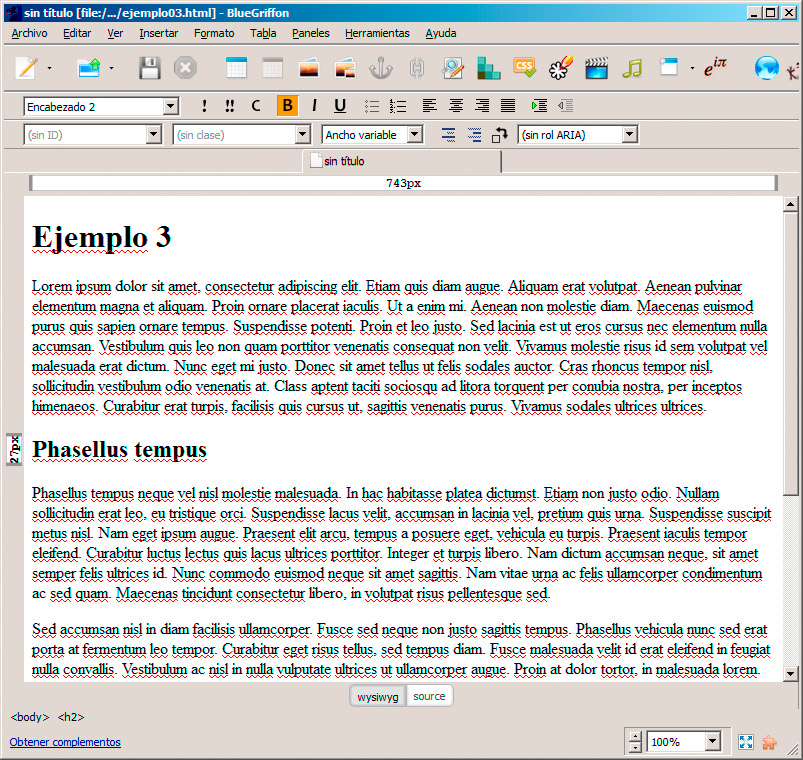 sin título [file:/.../ejemplo03.html] - BlueGriffon
Archivo Editar Ver Insertar Formato Tabla Paneles Herramientas Ayuda
CSS e^iπ
Encabezado 2 ! !! C B I U
(sin ID) (sin clase) Ancho variable (sin rol ARIA)
sin título
743px
Ejemplo 3
Lorem ipsum dolor sit amet, consectetur adipiscing elit. Etiam quis diam augue. Aliquam erat volutpat. Aenean pulvinar
elementum magna et aliquam. Proin ornare placerat iaculis. Ut a enim mi. Aenean non molestie diam. Maecenas euismod
purus quis sapien ornare tempus. Suspendisse potenti. Proin et leo justo. Sed lacinia est ut eros cursus nec elementum nulla
accumsan. Vestibulum quis leo non quam porttitor venenatis consequat non velit. Vivamus molestie risus id sem volutpat vel
malesuada erat dictum. Nunc eget mi justo. Donec sit amet tellus ut felis sodales auctor. Cras rhoncus tempor nisl,
sollicitudin vestibulum odio venenatis at. Class aptent taciti sociosqu ad litora torquent per conubia nostra, per inceptos
himenaeos. Curabitur erat turpis, facilisis quis cursus ut, sagittis venenatis purus. Vivamus sodales ultrices ultrices.
27px
Phasellus tempus
Phasellus tempus neque vel nisl molestie malesuada. In hac habitasse platea dictumst. Etiam non justo odio. Nullam
sollicitudin erat leo, eu tristique orci. Suspendisse lacus velit, accumsan in lacinia vel, pretium quis urna. Suspendisse suscipit
metus nisl. Nam eget ipsum augue. Praesent elit arcu, tempus a posuere eget, vehicula eu turpis. Praesent iaculis tempor
eleifend. Curabitur luctus lectus quis lacus ultrices porttitor. Integer et turpis libero. Nam dictum accumsan neque, sit amet
semper felis ultrices id. Nunc commodo euismod neque sit amet sagittis. Nam vitae urna ac felis ullamcorper condimentum
ac sed quam. Maecenas tincidunt consectetur libero, in volutpat risus pellentesque sed.
Sed accumsan nisl in diam facilisis ullamcorper. Fusce sed neque non justo sagittis tempus. Phasellus vehicula nunc sed erat
porta at fermentum leo tempor. Curabitur eget risus tellus, sed tempus diam. Fusce malesuada velit id erat eleifend in feugiat
nulla convallis. Vestibulum ac nisl in nulla vulputate ultrices ut ullamcorper augue. Proin at dolor tortor, in malesuada lorem.
wysiwyg source
<body> <h2>
Obtener complementos 100%